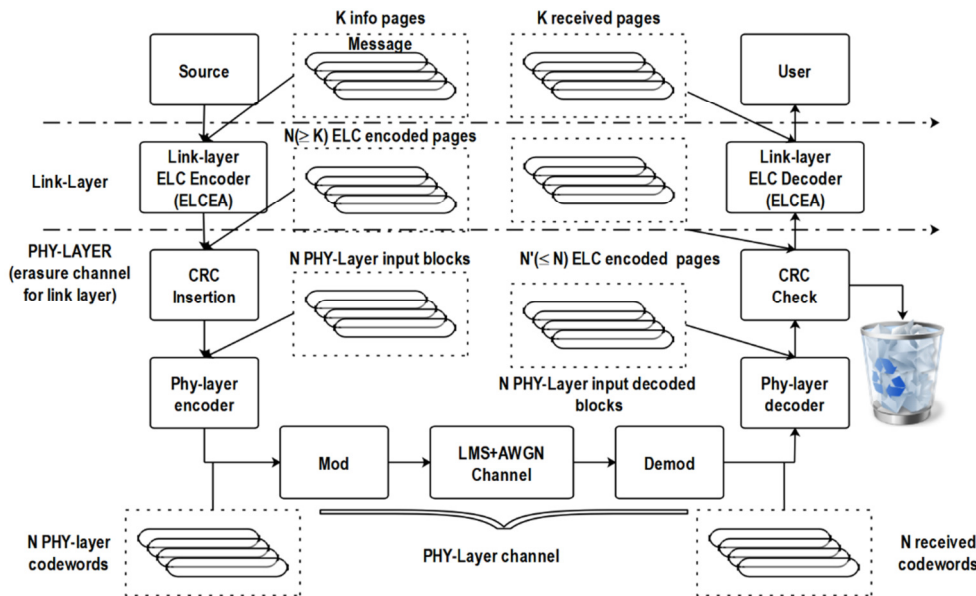 K info pages
K received pages
Source
Message
User
N(≥ K) ELC encoded pages
Link-Layer
Link-layer
ELC Encoder
(ELCEA)
Link-layer
ELC Decoder
(ELCEA)
PHY-LAYER
(erasure channel
for link layer)
CRC
Insertion
N PHY-Layer input blocks
N'(≤ N) ELC encoded pages
CRC
Check
Phy-layer
encoder
N PHY-Layer input decoded
blocks
Phy-layer
decoder
Mod
LMS+AWGN
Channel
Demod
N PHY-layer
codewords
PHY-Layer channel
N received
codewords